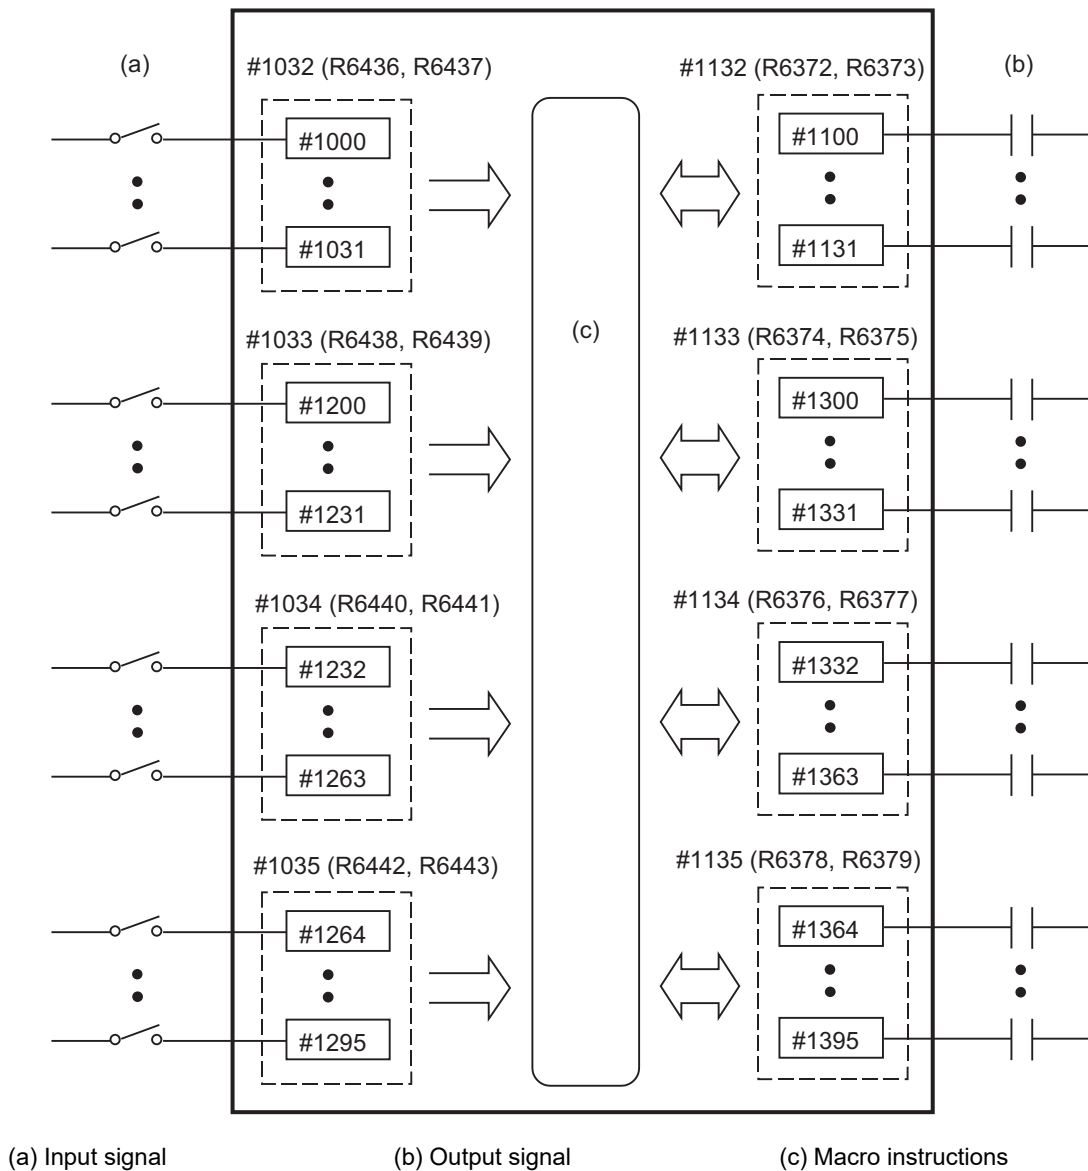 (a)
#1032 (R6436, R6437)
#1132 (R6372, R6373)
(b)
#1000
#1100
#1031
#1131
(c)
#1033 (R6438, R6439)
#1133 (R6374, R6375)
#1200
#1300
#1231
#1331
#1034 (R6440, R6441)
#1134 (R6376, R6377)
#1232
#1332
#1263
#1363
#1035 (R6442, R6443)
#1135 (R6378, R6379)
#1264
#1364
#1295
#1395
(a) Input signal
(b) Output signal
(c) Macro instructions